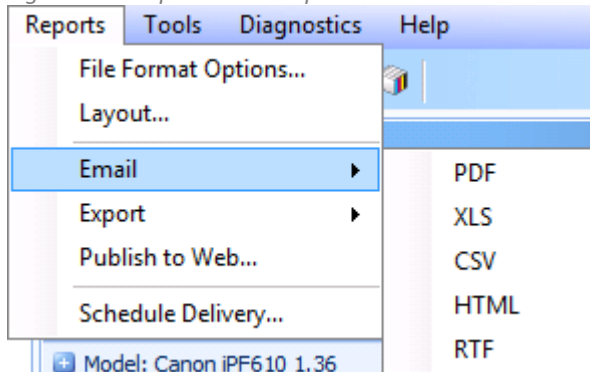 Reports Tools Diagnostics Help
File Format Options...
Layout...
Email
Export
Publish to Web...
Schedule Delivery...
PDF
XLS
CSV
HTML
RTF
Model: Canon iPF610 1.36